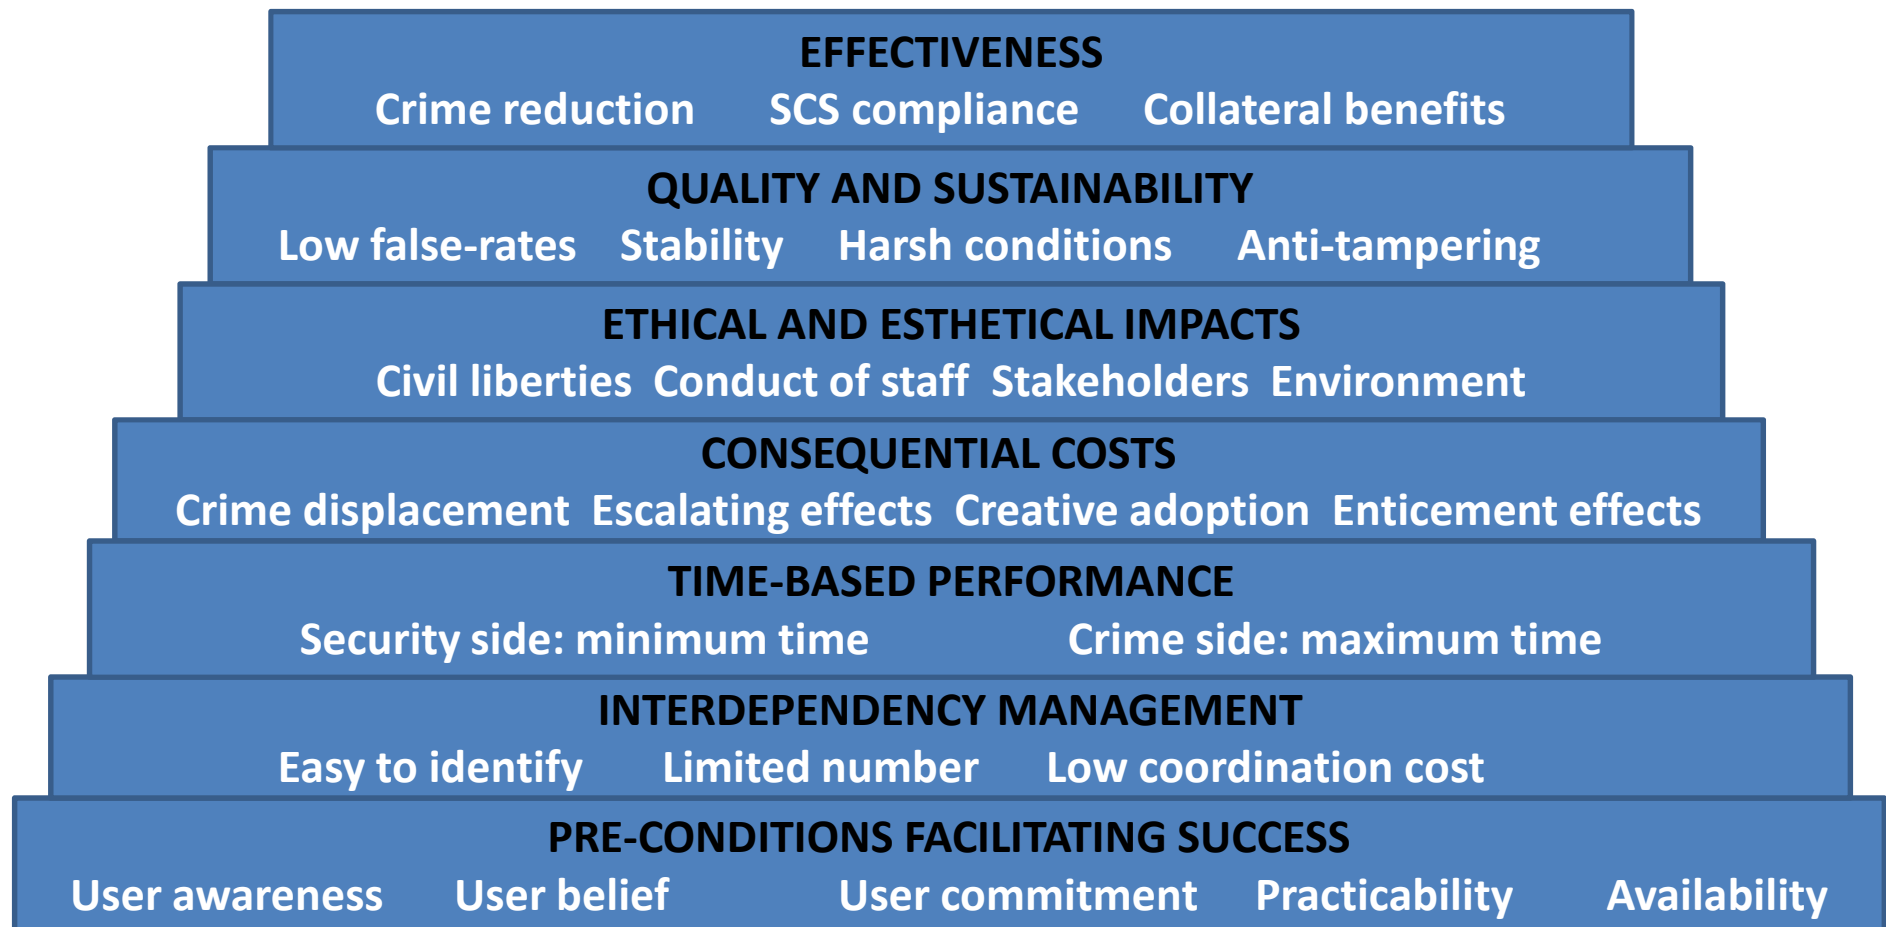 EFFECTIVENESS
Crime reduction SCS compliance Collateral benefits
QUALITY AND SUSTAINABILITY
Low false-rates Stability Harsh conditions Anti-tampering
ETHICAL AND ESTHETICAL IMPACTS
Civil liberties Conduct of staff Stakeholders Environment
CONSEQUENTIAL COSTS
Crime displacement Escalating effects Creative adoption Enticement effects
TIME-BASED PERFORMANCE
Security side: minimum time Crime side: maximum time
INTERDEPENDENCY MANAGEMENT
Easy to identify Limited number Low coordination cost
PRE-CONDITIONS FACILITATING SUCCESS
User awareness User belief User commitment Practicability Availability